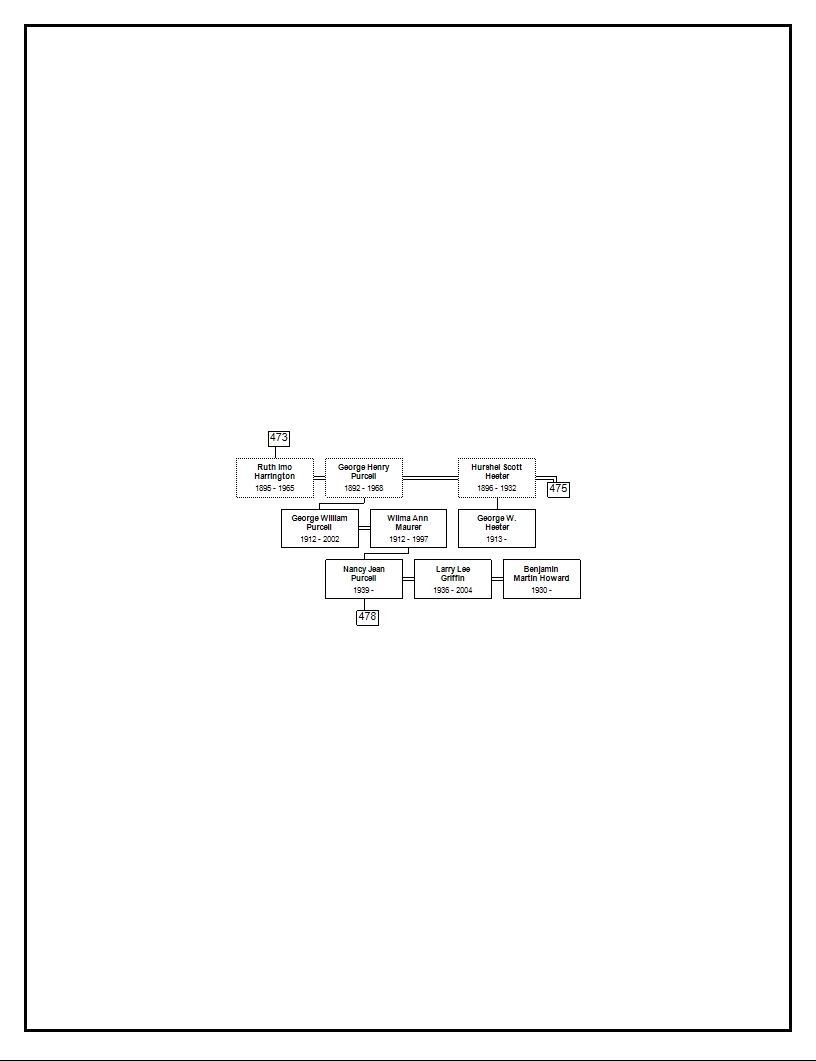 473
Ruth Imo
Harrington
1895 - 1965
George Henry
Purcell
1892 - 1968
Hurshel Scott
Heeter
1896 - 1932
475
George William
Purcell
1912 - 2002
Wilma Ann
Maurer
1912 - 1997
George W.
Heeter
1913 -
Nancy Jean
Purcell
1939 -
Larry Lee
Griffin
1936 - 2004
Benjamin
Martin Howard
1930 -
478